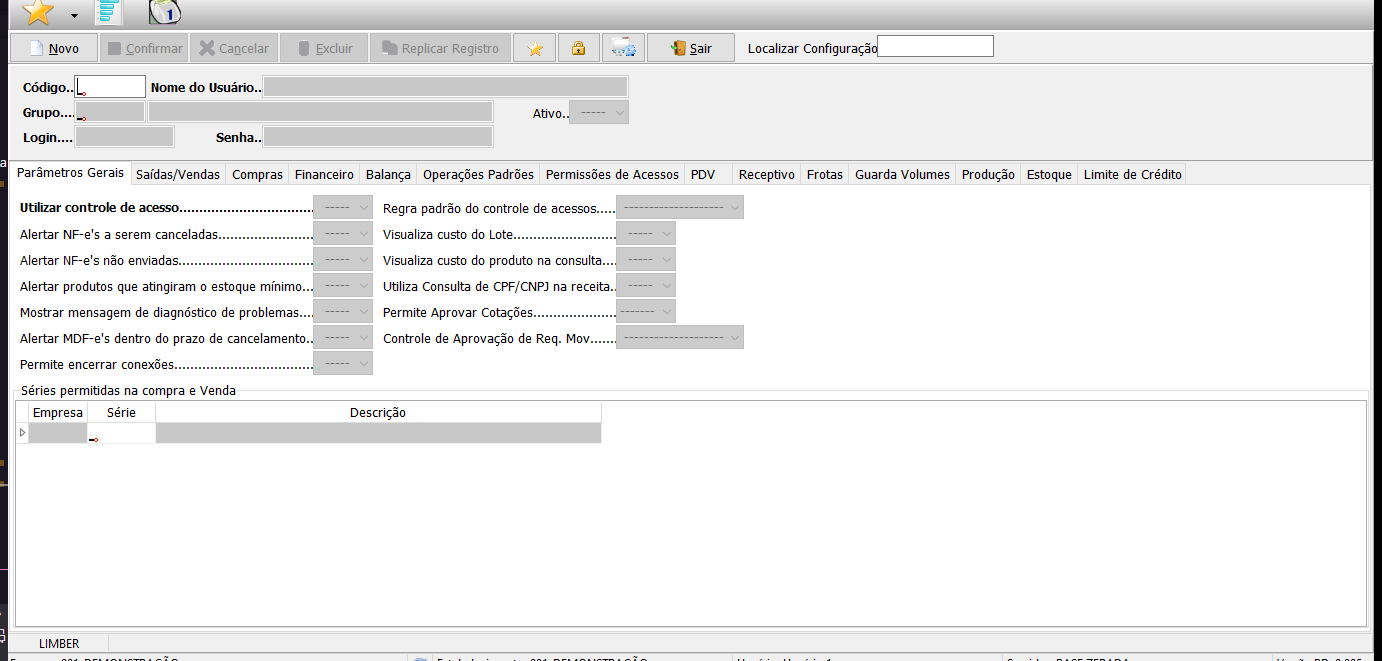 1
Novo Confirmar Cancelar Excluir Replicar Registro Sair Localizar Configuração
Código.. Nome do Usuário..
Grupo.... Ativo.. -----
Login.... Senha..
Parâmetros Gerais Saídas/Vendas Compras Financeiro Balança Operações Padrões Permissões de Acessos PDV Receptivo Frotas Guarda Volumes Produção Estoque Limite de Crédito
Utilizar controle de acesso................................. ----- Regra padrão do controle de acessos..... --------------------
Alertar NF-e's a serem canceladas........................ ----- Visualiza custo do Lote.......................... -----
Alertar NF-e's não enviadas.................................. ----- Visualiza custo do produto na consulta.... -----
Alertar produtos que atingiram o estoque mínimo... ----- Utiliza Consulta de CPF/CNPJ na receita.. -----
Mostrar mensagem de diagnóstico de problemas.... ----- Permite Aprovar Cotações..................... -------
Alertar MDF-e's dentro do prazo de cancelamento.. ----- Controle de Aprovação de Req. Mov....... --------------------
Permite encerrar conexões................................... -----
Séries permitidas na compra e Venda
Empresa Série Descrição
LIMBER